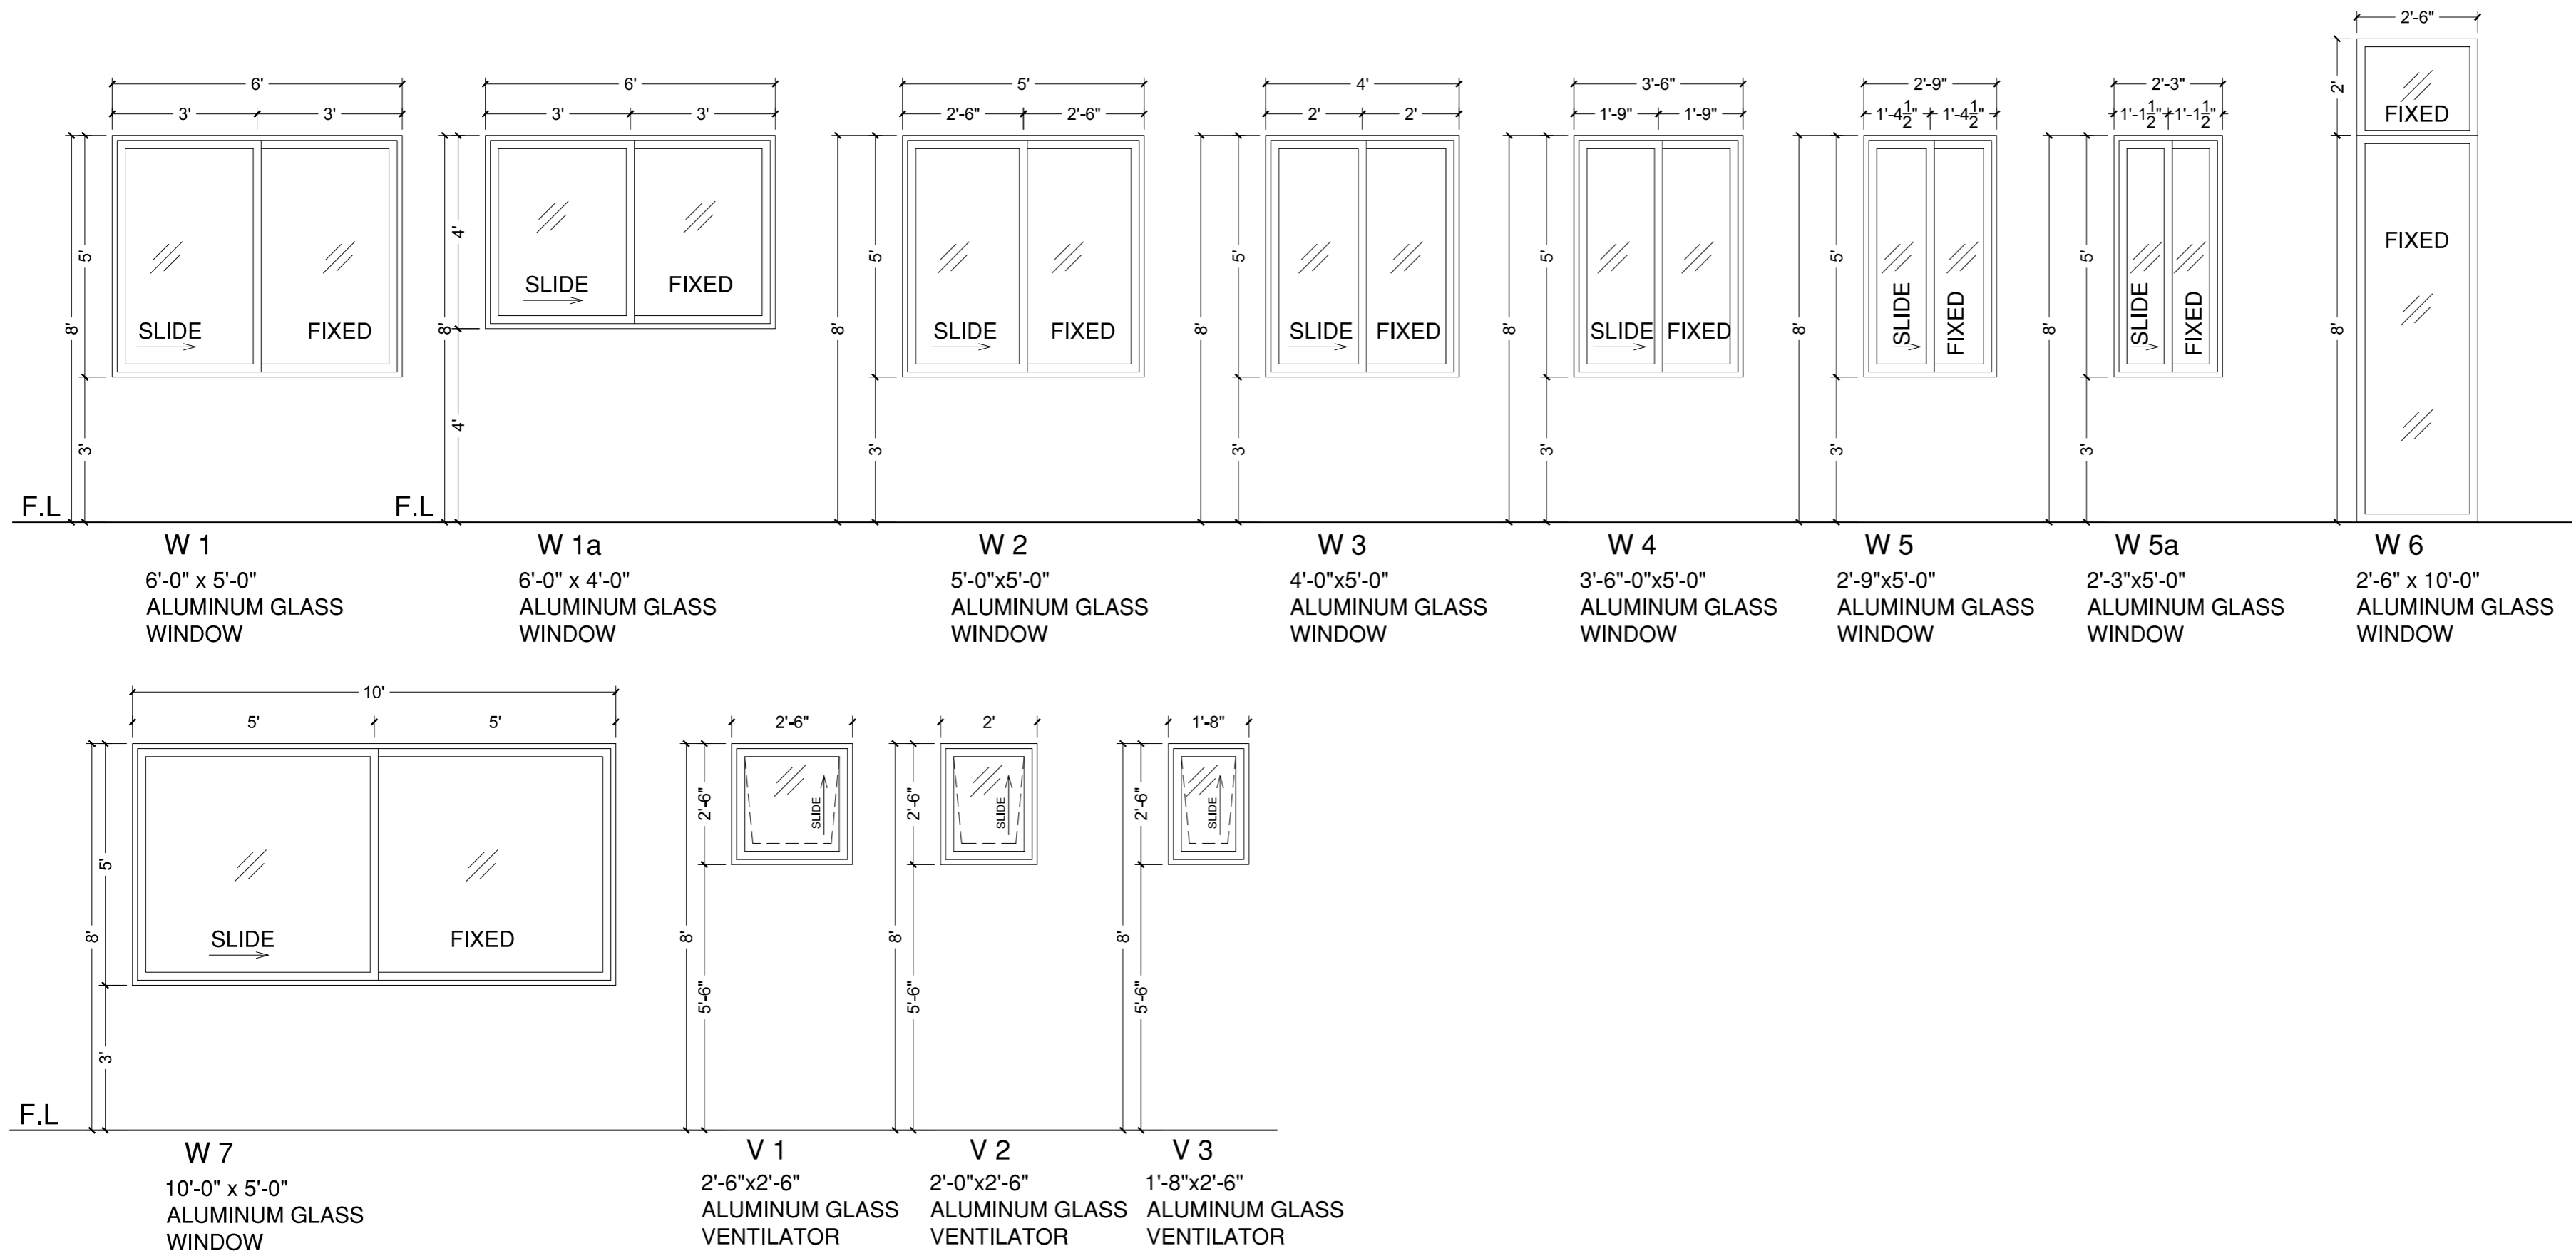 6'
3' 3'
8'
5'
3'
SLIDE FIXED
F.L
W 1
6'-0" x 5'-0"
ALUMINUM GLASS
WINDOW
6'
3' 3'
8'
4'
4'
SLIDE FIXED
F.L
W 1a
6'-0" x 4'-0"
ALUMINUM GLASS
WINDOW
5'
2'-6" 2'-6"
8'
5'
3'
SLIDE FIXED
W 2
5'-0"x5'-0"
ALUMINUM GLASS
WINDOW
4'
2' 2'
8'
5'
3'
SLIDE FIXED
W 3
4'-0"x5'-0"
ALUMINUM GLASS
WINDOW
3'-6"
1'-9" 1'-9"
8'
5'
3'
SLIDE FIXED
W 4
3'-6"-0"x5'-0"
ALUMINUM GLASS
WINDOW
2'-9"
1'-4 1/2" 1'-4 1/2"
8'
5'
3'
SLIDE FIXED
W 5
2'-9"x5'-0"
ALUMINUM GLASS
WINDOW
2'-3"
1'-1 1/2" 1'-1 1/2"
8'
5'
3'
SLIDE FIXED
W 5a
2'-3"x5'-0"
ALUMINUM GLASS
WINDOW
2'-6"
2'
FIXED
FIXED
8'
W 6
2'-6" x 10'-0"
ALUMINUM GLASS
WINDOW
10'
5' 5'
8'
5'
3'
SLIDE FIXED
F.L
W 7
10'-0" x 5'-0"
ALUMINUM GLASS
WINDOW
2'-6"
2'-6"
SLIDE
8'
5'-6"
V 1
2'-6"x2'-6"
ALUMINUM GLASS
VENTILATOR
2'
2'-6"
SLIDE
8'
5'-6"
V 2
2'-0"x2'-6"
ALUMINUM GLASS
VENTILATOR
1'-8"
2'-6"
SLIDE
8'
5'-6"
V 3
1'-8"x2'-6"
ALUMINUM GLASS
VENTILATOR